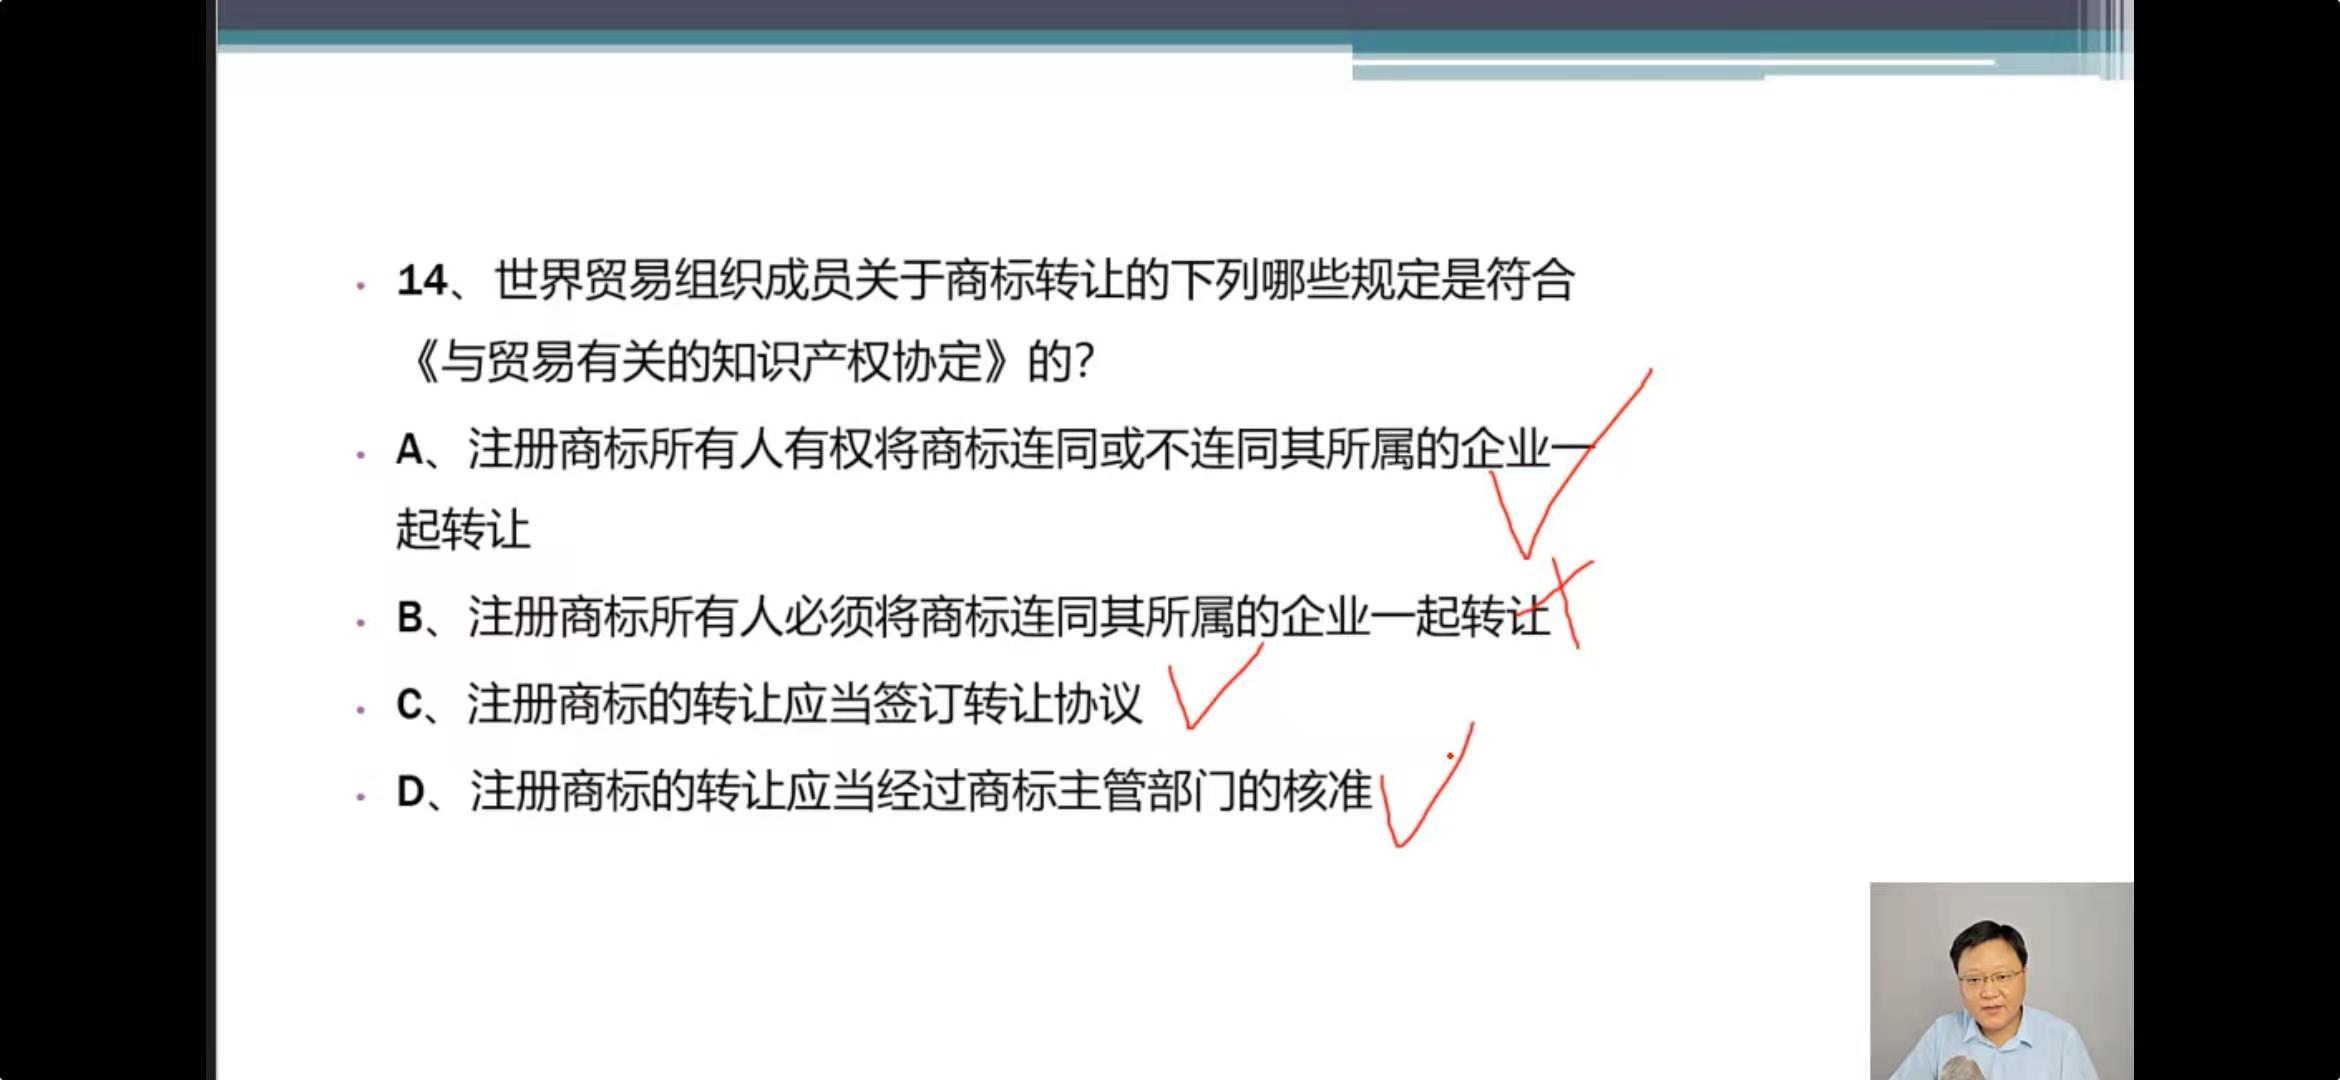 14、世界贸易组织成员关于商标转让的下列哪些规定是符合
《与贸易有关的知识产权协定》的?
A、注册商标所有人有权将商标连同或不连同其所属的企业一
起转让
B、注册商标所有人必须将商标连同其所属的企业一起转让
C、注册商标的转让应当签订转让协议
D、注册商标的转让应当经过商标主管部门的核准